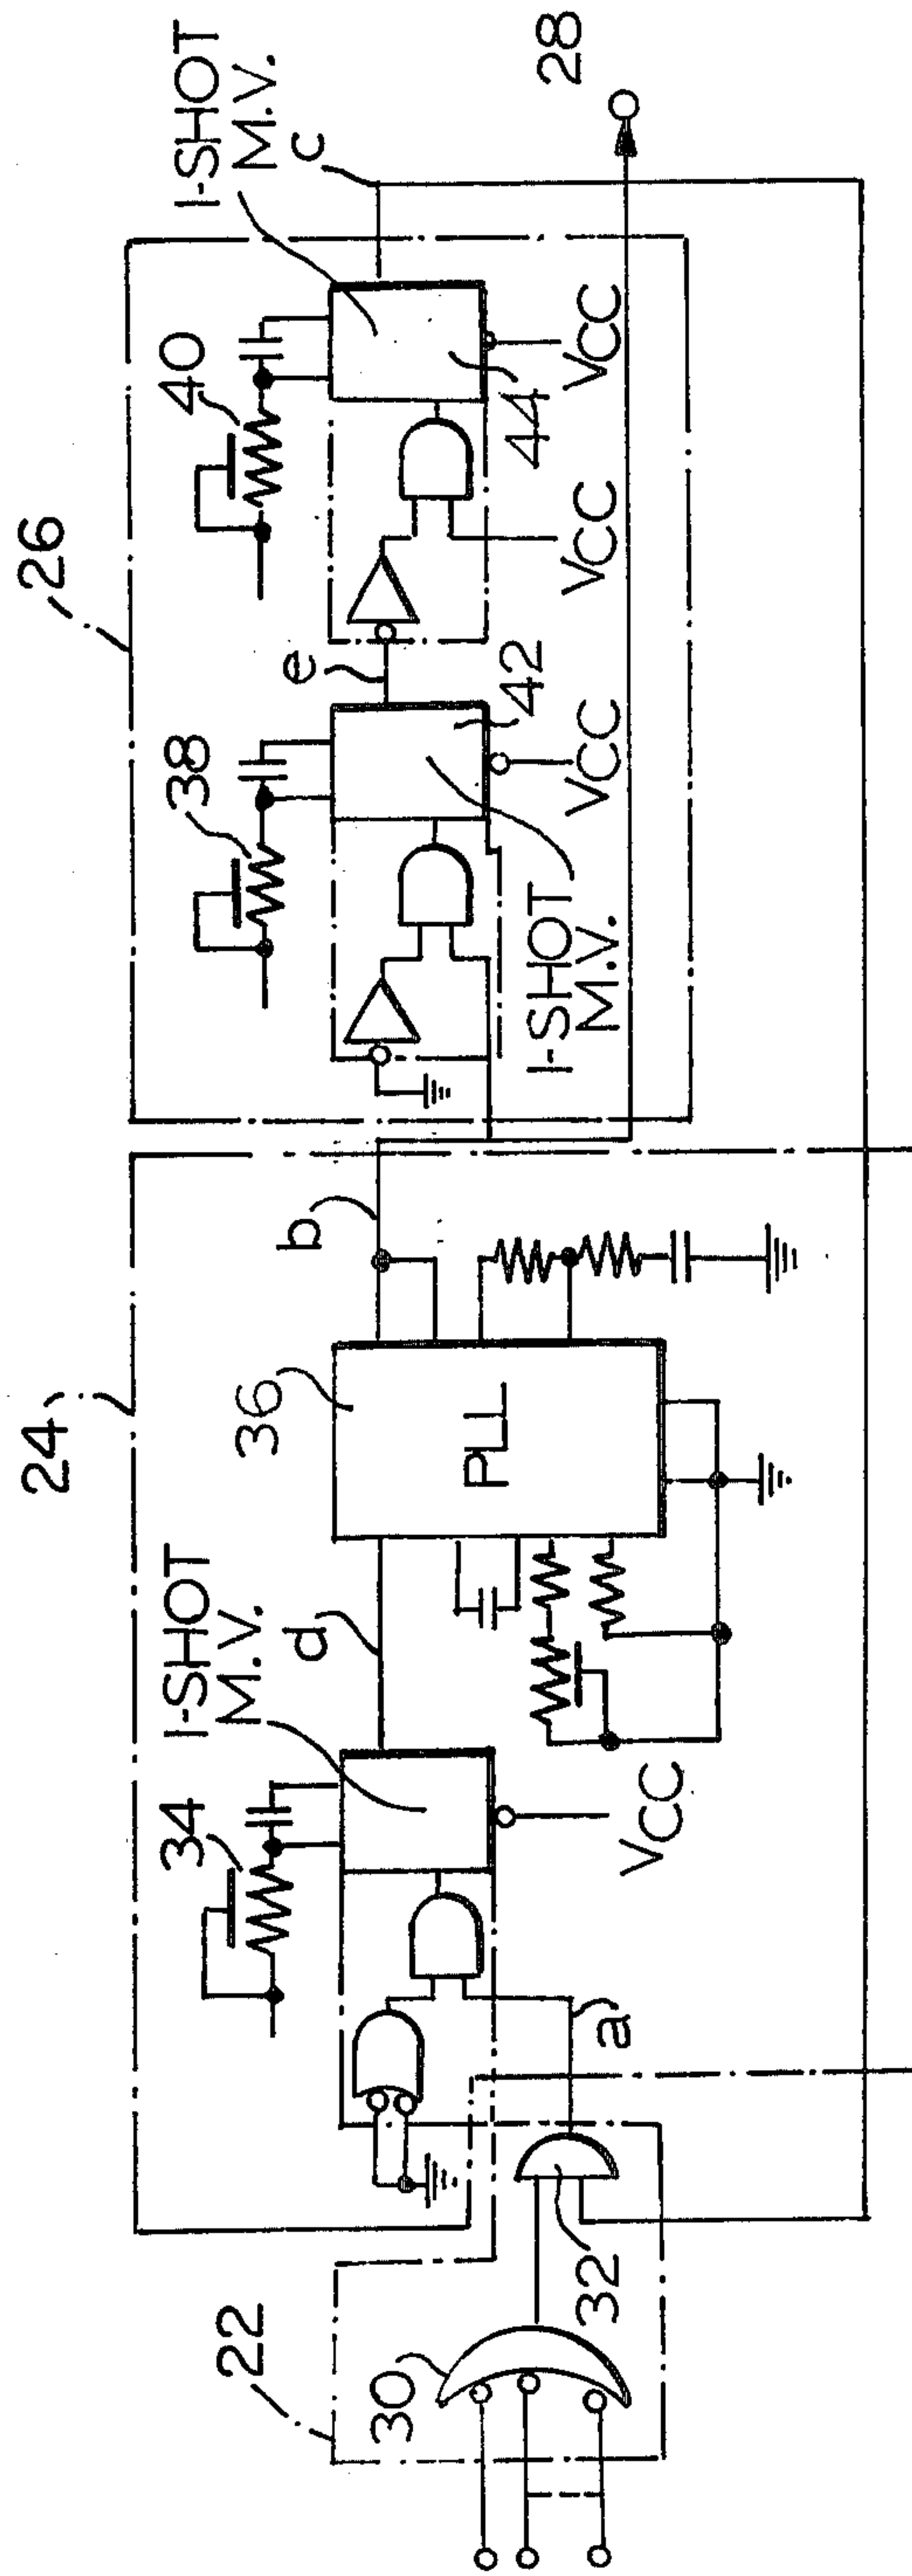 22
30
32
24
34
1-SHOT
M.V.
a
VCC
d
36
PLL
b
26
38
1-SHOT
M.V.
42
VCC
e
40
1-SHOT
M.V.
44
VCC
VCC
c
28